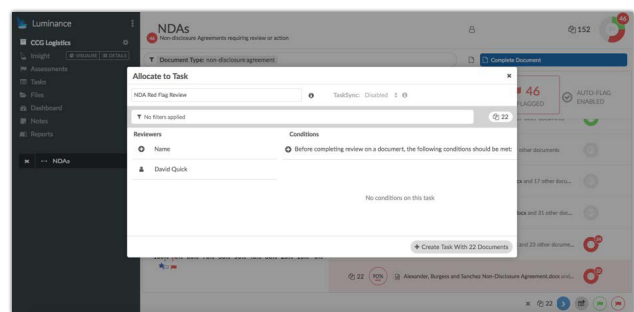 Luminance
NDAs
46 Non-disclosure Agreements requiring review or action
152
46
CCG Logistics
Insight VISUALISE DETAILS
Assessments
Tasks
Files
Dashboard
Notes
Reports
NDAs
Document Type: non-disclosure agreement
Complete Document
Allocate to Task
NDA Red Flag Review
TaskSync: Disabled
46
FLAGGED
AUTO-FLAG
ENABLED
No filters applied
22
Reviewers
Conditions
Name
Before completing review on a document, the following conditions should be met:
David Quick
No conditions on this task
other documents
and 17 other doc...
.docx and 31 other doc...
and 23 other docume...
Create Task With 22 Documents
22
90%
Alexander, Burgess and Sanchez Non-Disclosure Agreement.docx and...
22